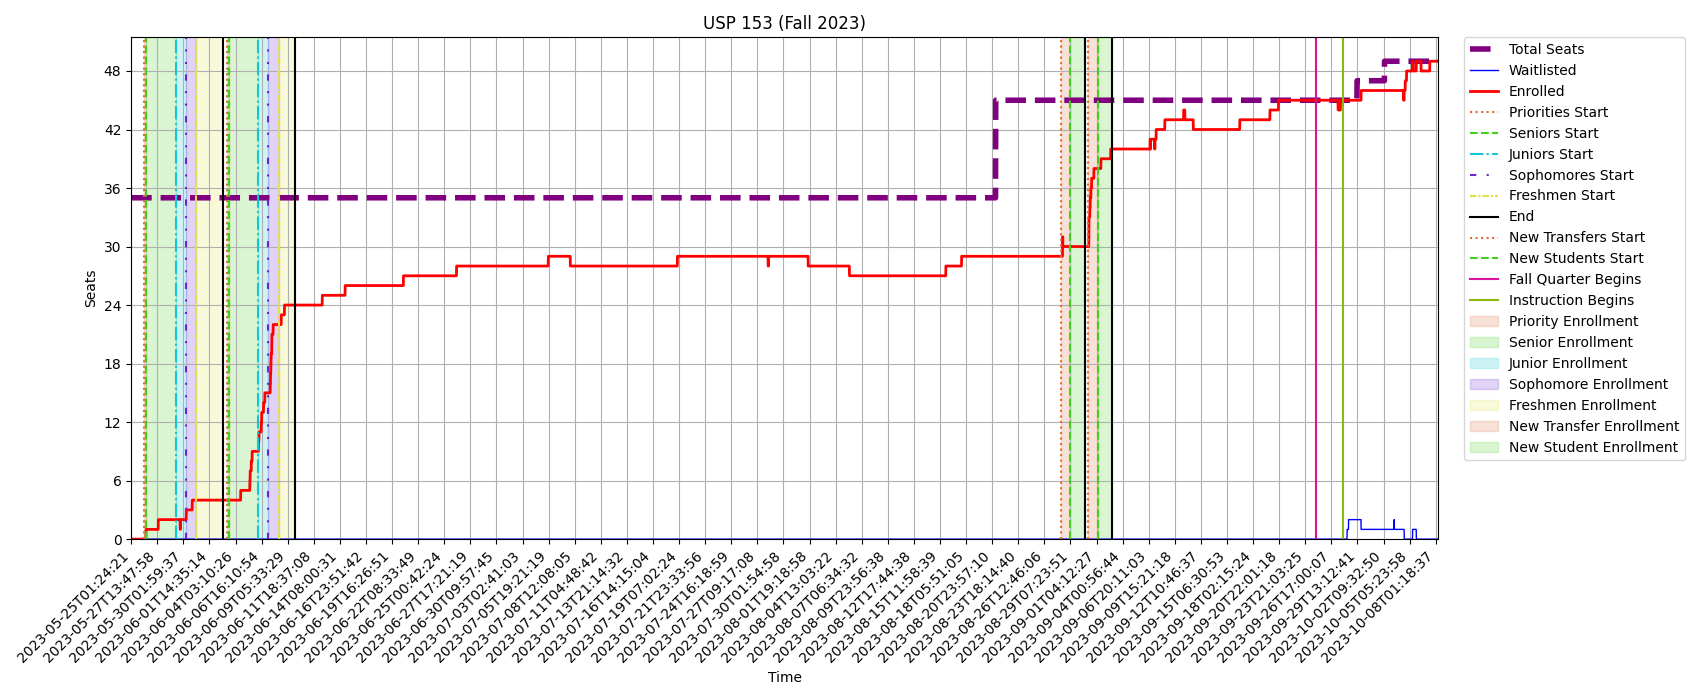 USP 153 (Fall 2023)
Seats
48
42
36
30
24
18
12
6
0
2023-05-25T01:24:21
2023-05-27T13:47:58
2023-05-30T01:59:37
2023-06-01T14:35:14
2023-06-04T03:10:26
2023-06-06T16:10:54
2023-06-09T05:33:29
2023-06-11T18:37:08
2023-06-14T08:00:31
2023-06-16T23:51:42
2023-06-19T16:26:51
2023-06-22T08:33:49
2023-06-25T00:42:24
2023-06-27T17:21:19
2023-06-30T09:57:45
2023-07-03T02:41:03
2023-07-05T19:21:19
2023-07-08T12:08:05
2023-07-11T04:48:42
2023-07-13T21:14:32
2023-07-16T14:15:04
2023-07-19T07:02:24
2023-07-21T23:33:56
2023-07-24T16:18:59
2023-07-27T09:17:08
2023-07-30T01:54:58
2023-08-01T19:18:58
2023-08-04T13:03:22
2023-08-07T06:34:32
2023-08-09T23:56:38
2023-08-12T17:44:38
2023-08-15T11:58:39
2023-08-18T05:51:05
2023-08-20T23:57:10
2023-08-23T18:14:40
2023-08-26T12:46:06
2023-08-29T07:23:51
2023-09-01T04:12:27
2023-09-04T00:56:44
2023-09-06T20:11:03
2023-09-09T15:21:18
2023-09-12T10:46:37
2023-09-15T06:30:53
2023-09-18T02:15:24
2023-09-20T22:01:18
2023-09-23T21:03:25
2023-09-26T17:00:07
2023-09-29T13:12:41
2023-10-02T09:32:50
2023-10-05T05:23:58
2023-10-08T01:18:37
Time
Total Seats
Waitlisted
Enrolled
Priorities Start
Seniors Start
Juniors Start
Sophomores Start
Freshmen Start
End
New Transfers Start
New Students Start
Fall Quarter Begins
Instruction Begins
Priority Enrollment
Senior Enrollment
Junior Enrollment
Sophomore Enrollment
Freshmen Enrollment
New Transfer Enrollment
New Student Enrollment